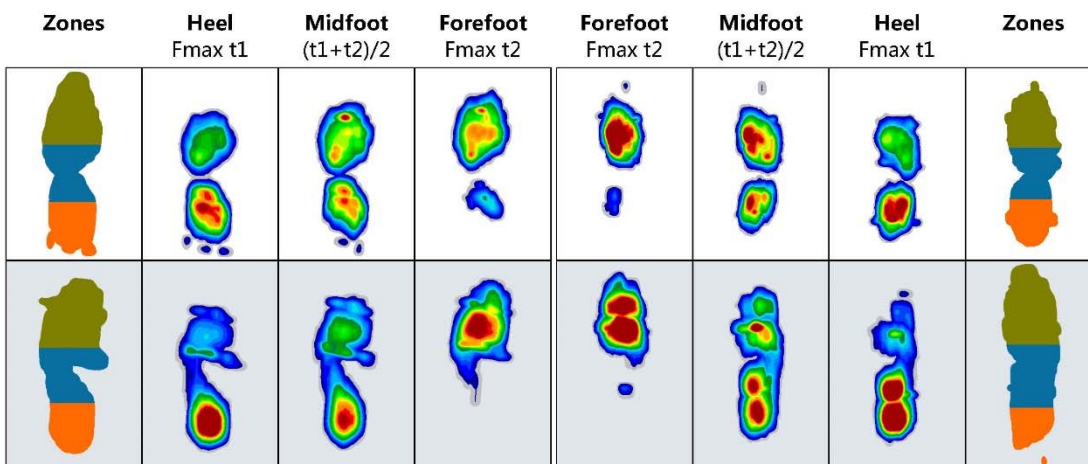 Zones Heel Midfoot Forefoot Forefoot Midfoot Heel Zones
Fmax t1 (t1+t2)/2 Fmax t2 Fmax t2 (t1+t2)/2 Fmax t1